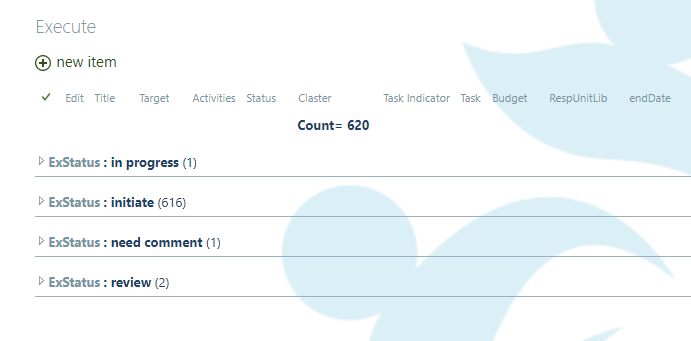 Execute
new item
Edit Title Target Activities Status Claster Task Indicator Task Budget RespUnitLib endDate
Count= 620
ExStatus : in progress (1)
ExStatus : initiate (616)
ExStatus : need comment (1)
ExStatus : review (2)